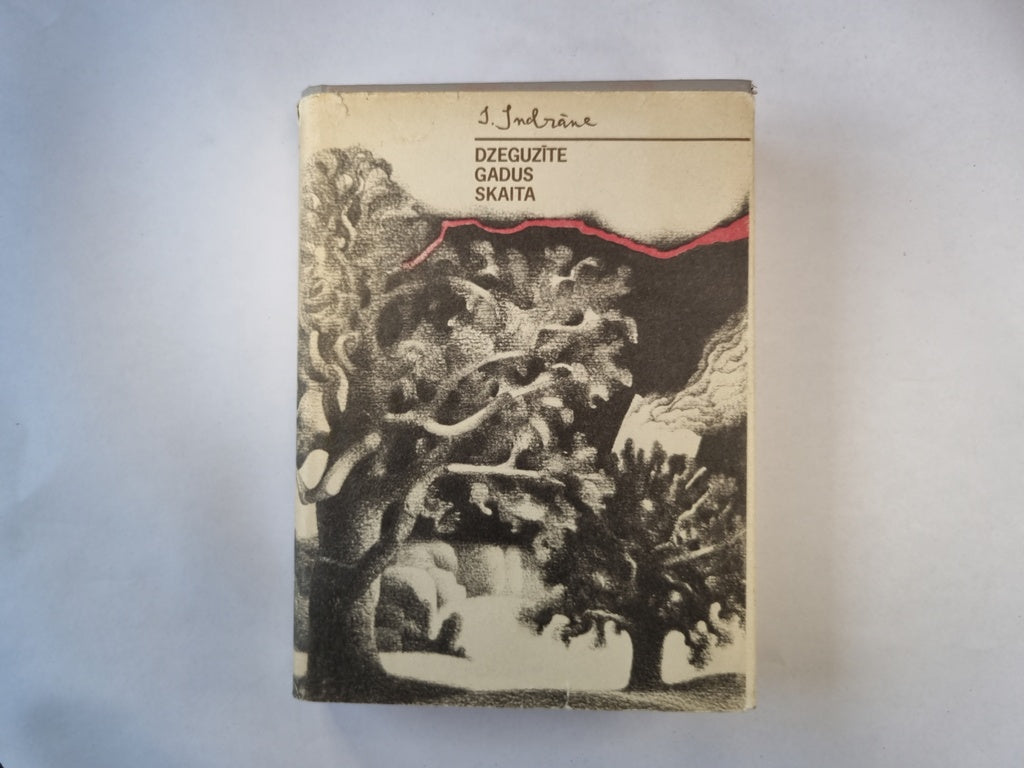 I. Indrāne
DZEGUZĪTE
GADUS
SKAITA